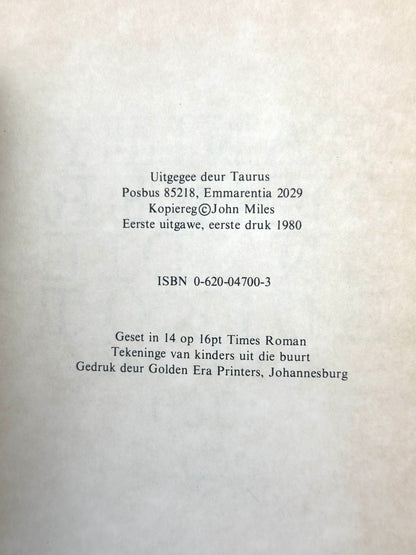 Uitgegee deur Taurus
Posbus 85218, Emmarentia 2029
Kopiereg©John Miles
Eerste uitgawe, eerste druk 1980
ISBN 0-620-04700-3
Geset in 14 op 16pt Times Roman
Tekeninge van kinders uit die buurt
Gedruk deur Golden Era Printers, Johannesburg